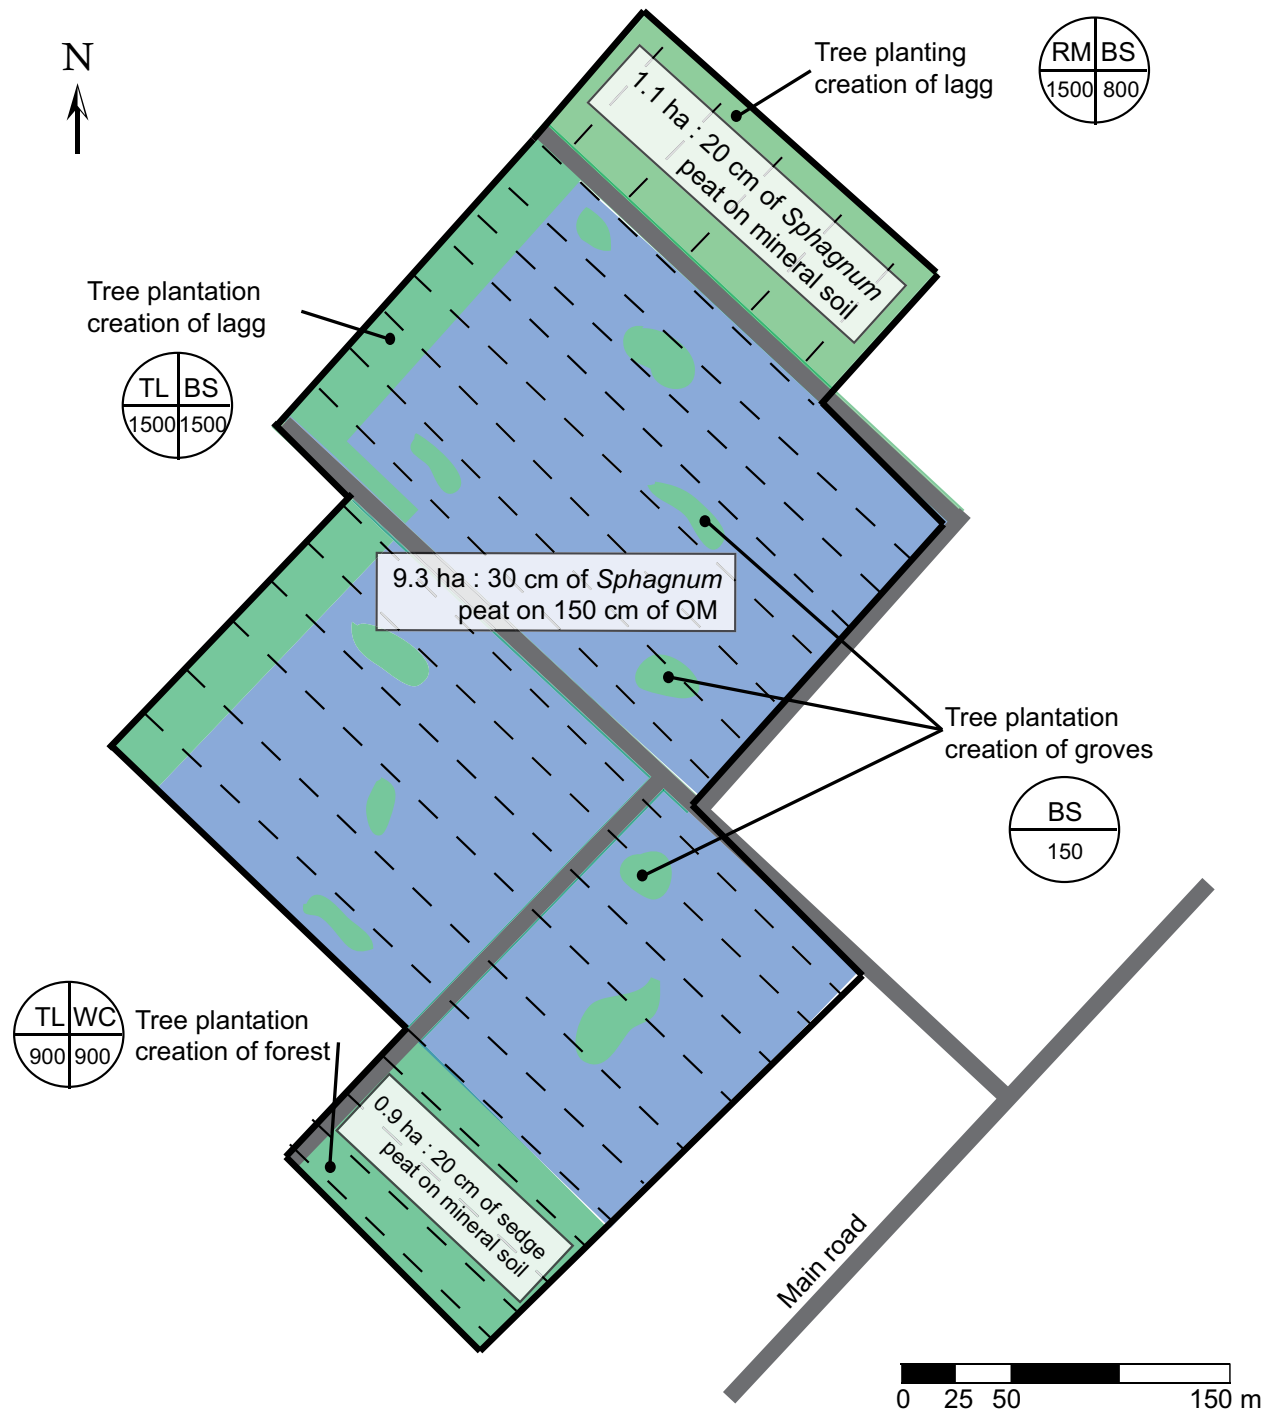 N
Tree planting
creation of lagg
RM BS
1500 800
1.1 ha : 20 cm of Sphagnum
peat on mineral soil
Tree plantation
creation of lagg
TL BS
1500 1500
9.3 ha : 30 cm of Sphagnum
peat on 150 cm of OM
Tree plantation
creation of groves
BS
150
TL WC
900 900
Tree plantation
creation of forest
0.9 ha : 20 cm of sedge
peat on mineral soil
Main road
0 25 50 150 m